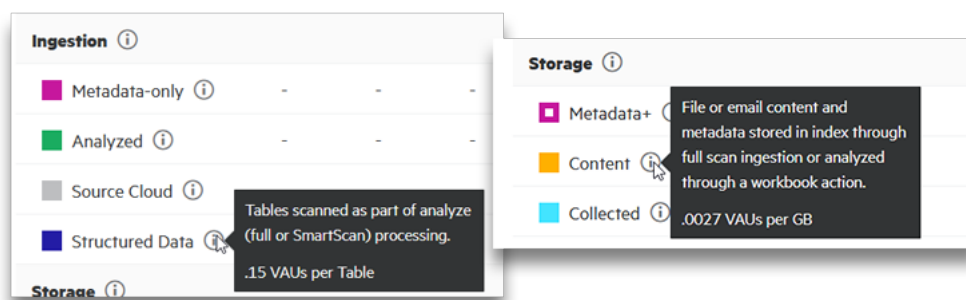 Ingestion
Metadata-only - - -
Analyzed - - -
Source Cloud
Structured Data
Tables scanned as part of analyze
(full or SmartScan) processing.
.15 VAUs per Table
Storage
Storage
Metadata+
Content
Collected
File or email content and
metadata stored in index through
full scan ingestion or analyzed
through a workbook action.
.0027 VAUs per GB